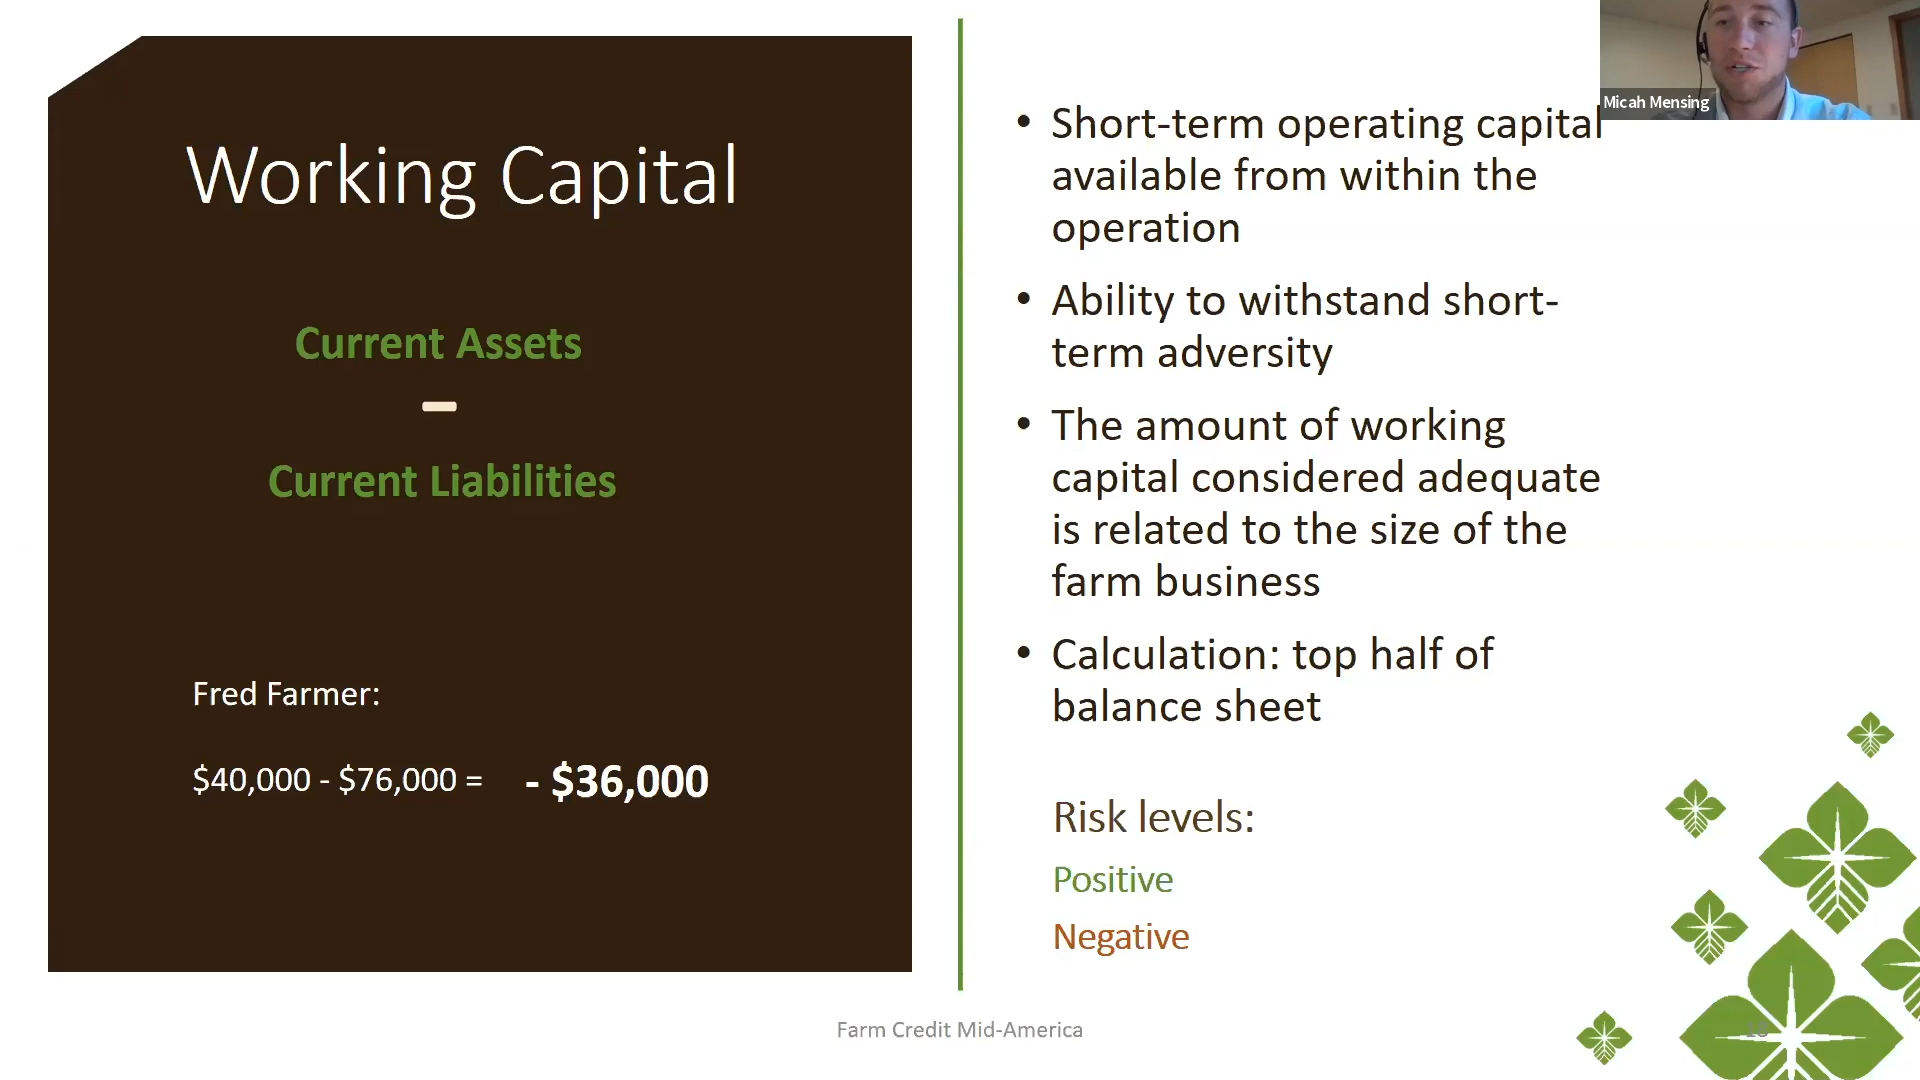 Working Capital
Current Assets
–
Current Liabilities
Fred Farmer:
$40,000 - $76,000 = - $36,000
• Short-term operating capital
available from within the
operation
• Ability to withstand short-
term adversity
• The amount of working
capital considered adequate
is related to the size of the
farm business
• Calculation: top half of
balance sheet
Risk levels:
Positive
Negative
Micah Mensing
Farm Credit Mid-America